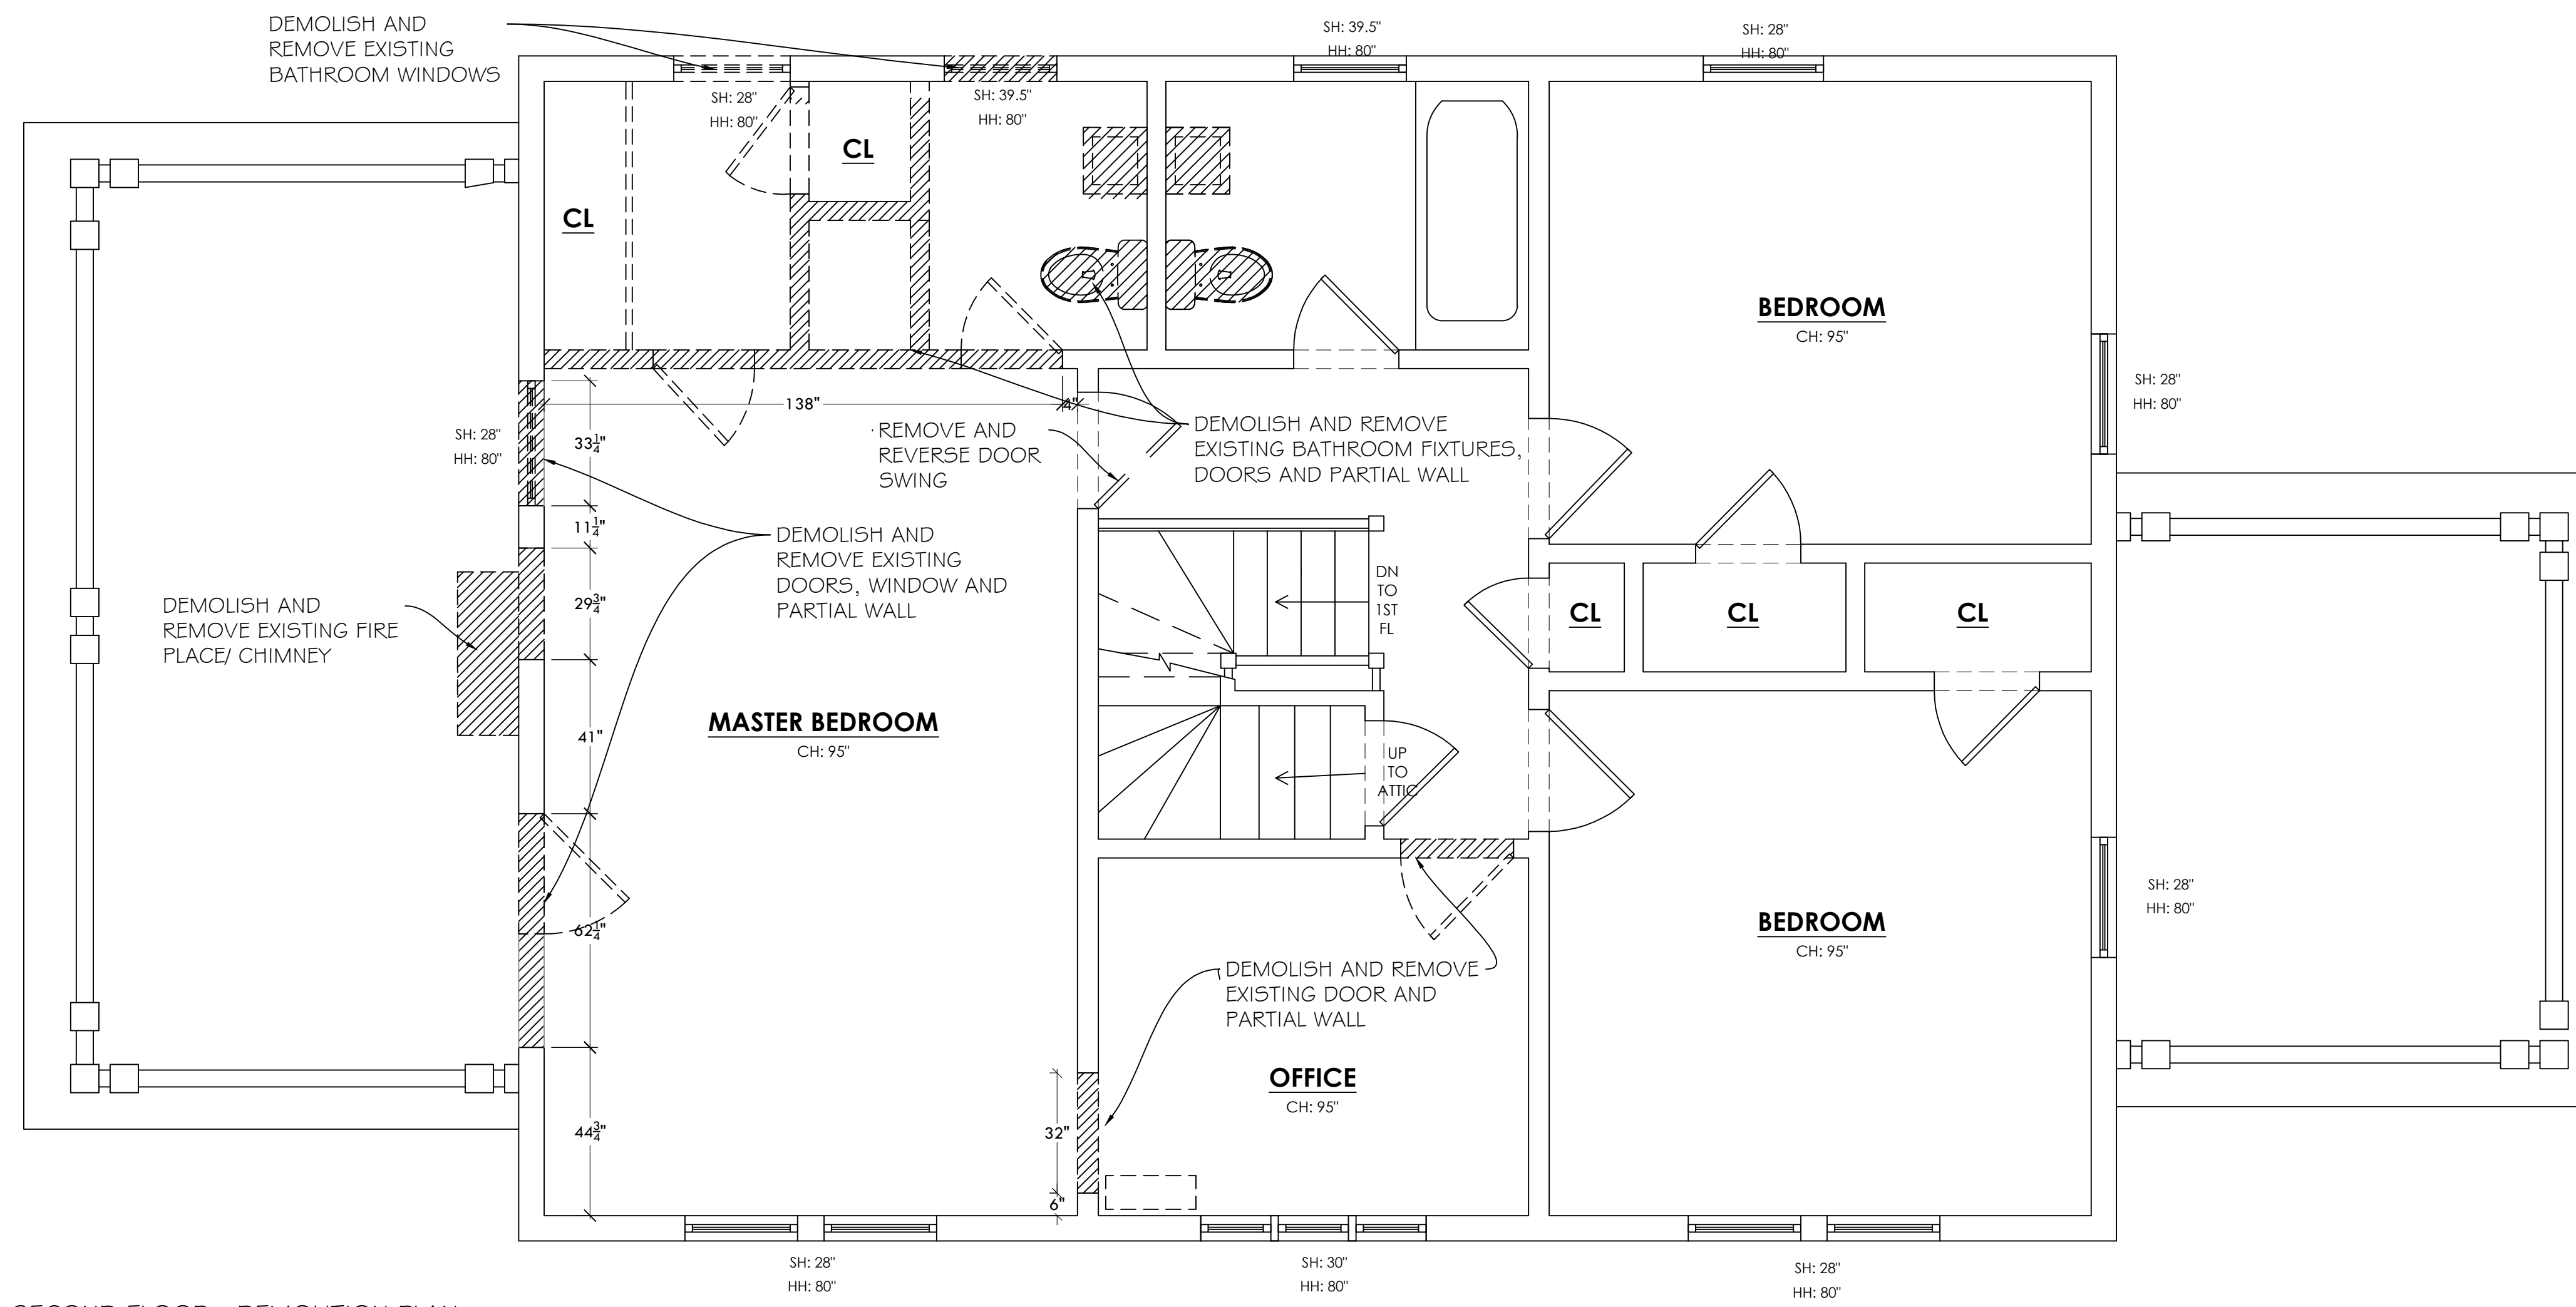 DEMOLISH AND
REMOVE EXISTING
BATHROOM WINDOWS
SH: 39.5"
HH: 80"
SH: 28"
HH: 80"
SH: 28"
HH: 80"
SH: 39.5"
HH: 80"
CL
CL
BEDROOM
CH: 95"
138"
4"
SH: 28"
HH: 80"
33 1/4"
REMOVE AND
REVERSE DOOR
SWING
DEMOLISH AND REMOVE
EXISTING BATHROOM FIXTURES,
DOORS AND PARTIAL WALL
SH: 28"
HH: 80"
11 1/4"
DEMOLISH AND
REMOVE EXISTING
DOORS, WINDOW AND
PARTIAL WALL
DN
TO
1ST
FL
29 3/4"
DEMOLISH AND
REMOVE EXISTING FIRE
PLACE/ CHIMNEY
CL
CL
CL
41"
MASTER BEDROOM
CH: 95"
UP
TO
ATTIC
62 1/4"
BEDROOM
CH: 95"
SH: 28"
HH: 80"
DEMOLISH AND REMOVE
EXISTING DOOR AND
PARTIAL WALL
OFFICE
CH: 95"
44 3/4"
32"
6"
SH: 28"
HH: 80"
SH: 30"
HH: 80"
SH: 28"
HH: 80"